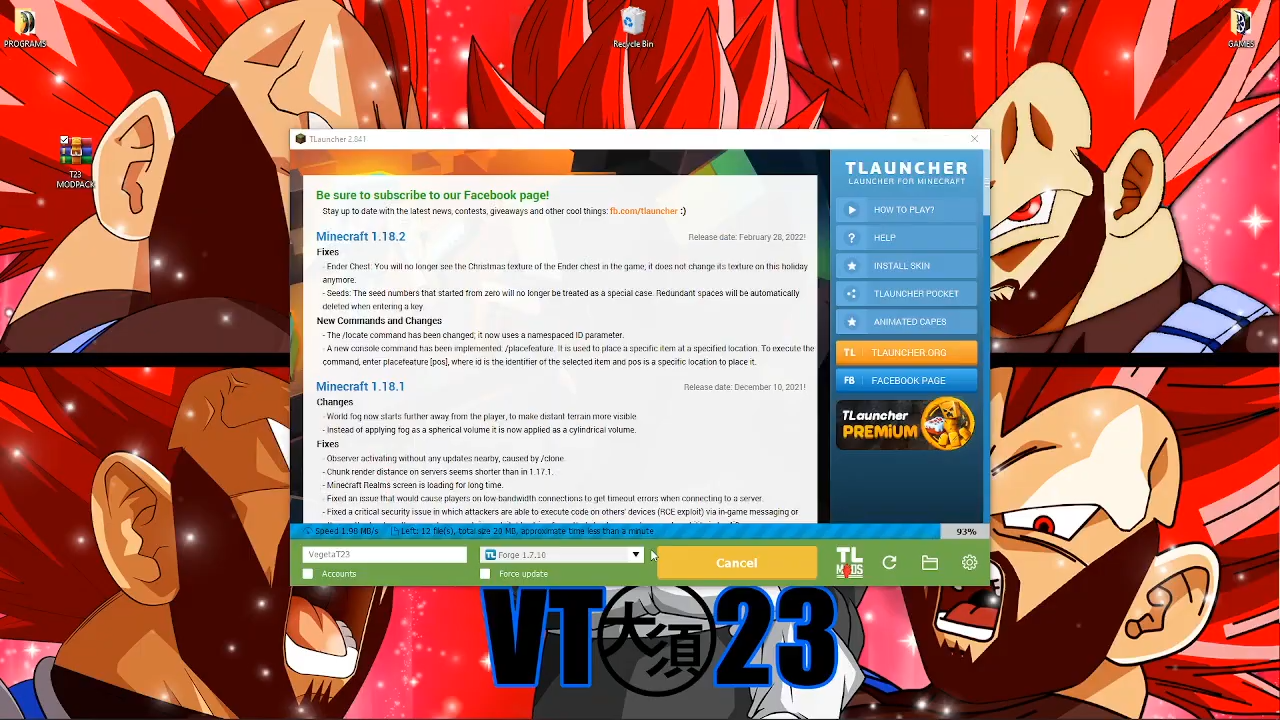 PROGRAMS
Recycle Bin
GAMES
T23
MODPACK
TLauncher 2.841
Be sure to subscribe to our Facebook page!
Stay up to date with the latest news, contests, giveaways and other cool things: fb.com/tlauncher :)
Minecraft 1.18.2
Release date: February 28, 2022!
Fixes
- Ender Chest: You will no longer see the Christmas texture of the Ender chest in the game, it does not change its texture on this holiday
anymore.
- Seeds: The seed numbers that started from zero will no longer be treated as a special case. Redundant spaces will be automatically
deleted when entering a key
New Commands and Changes
- The /locate command has been changed; it now uses a namespaced ID parameter.
- A new console command has been implemented: /placefeature. It is used to place a specific item at a specified location. To execute the
command, enter placefeature [pos], where id is the identifier of the selected item and pos is a specific location to place it.
Minecraft 1.18.1
Release date: December 10, 2021!
Changes
- World fog now starts further away from the player, to make distant terrain more visible.
- Instead of applying fog as a spherical volume it is now applied as a cylindrical volume.
Fixes
- Observer activating without any updates nearby, caused by /clone.
- Chunk render distance on servers seems shorter than in 1.17.1.
- Minecraft Realms screen is loading for long time.
- Fixed an issue that would cause players on low-bandwidth connections to get timeout errors when connecting to a server.
- Fixed a critical security issue in which attackers are able to execute code on others' devices (RCE exploit) via in-game messaging or
TLAUNCHER
LAUNCHER FOR MINECRAFT
HOW TO PLAY?
? HELP
INSTALL SKIN
TLAUNCHER POCKET
ANIMATED CAPES
TL TLAUNCHER.ORG
FB FACEBOOK PAGE
TLauncher
PREMIUM
Speed 1.90 MB/s Left: 12 file(s), total size 29 MB, approximate time less than a minute
93%
VegetaT23
TL Forge 1.7.10
Cancel
TL
MODS
Accounts
Force update
VT 大須 23